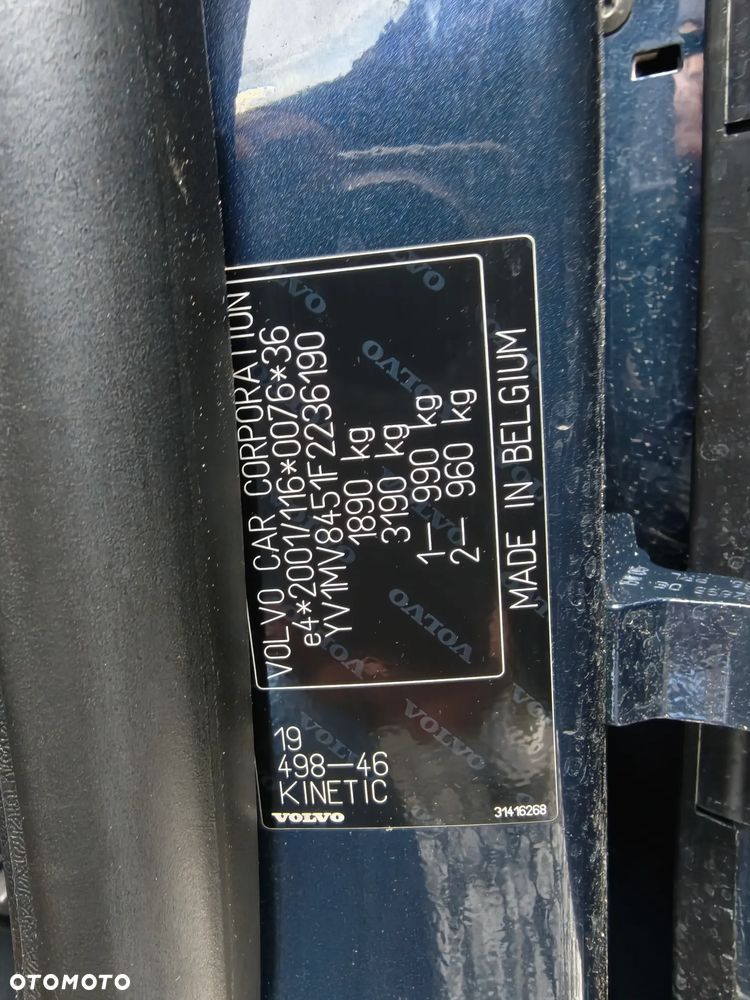 VOLVO CAR CORPORATION
e4*2001/116*0076*36
YV1MV8451F2236190
1890 kg
3190 kg
1– 990 kg
2– 960 kg
MADE IN BELGIUM
19
498–46
KINETIC
VOLVO
31416268
OTOMOTO